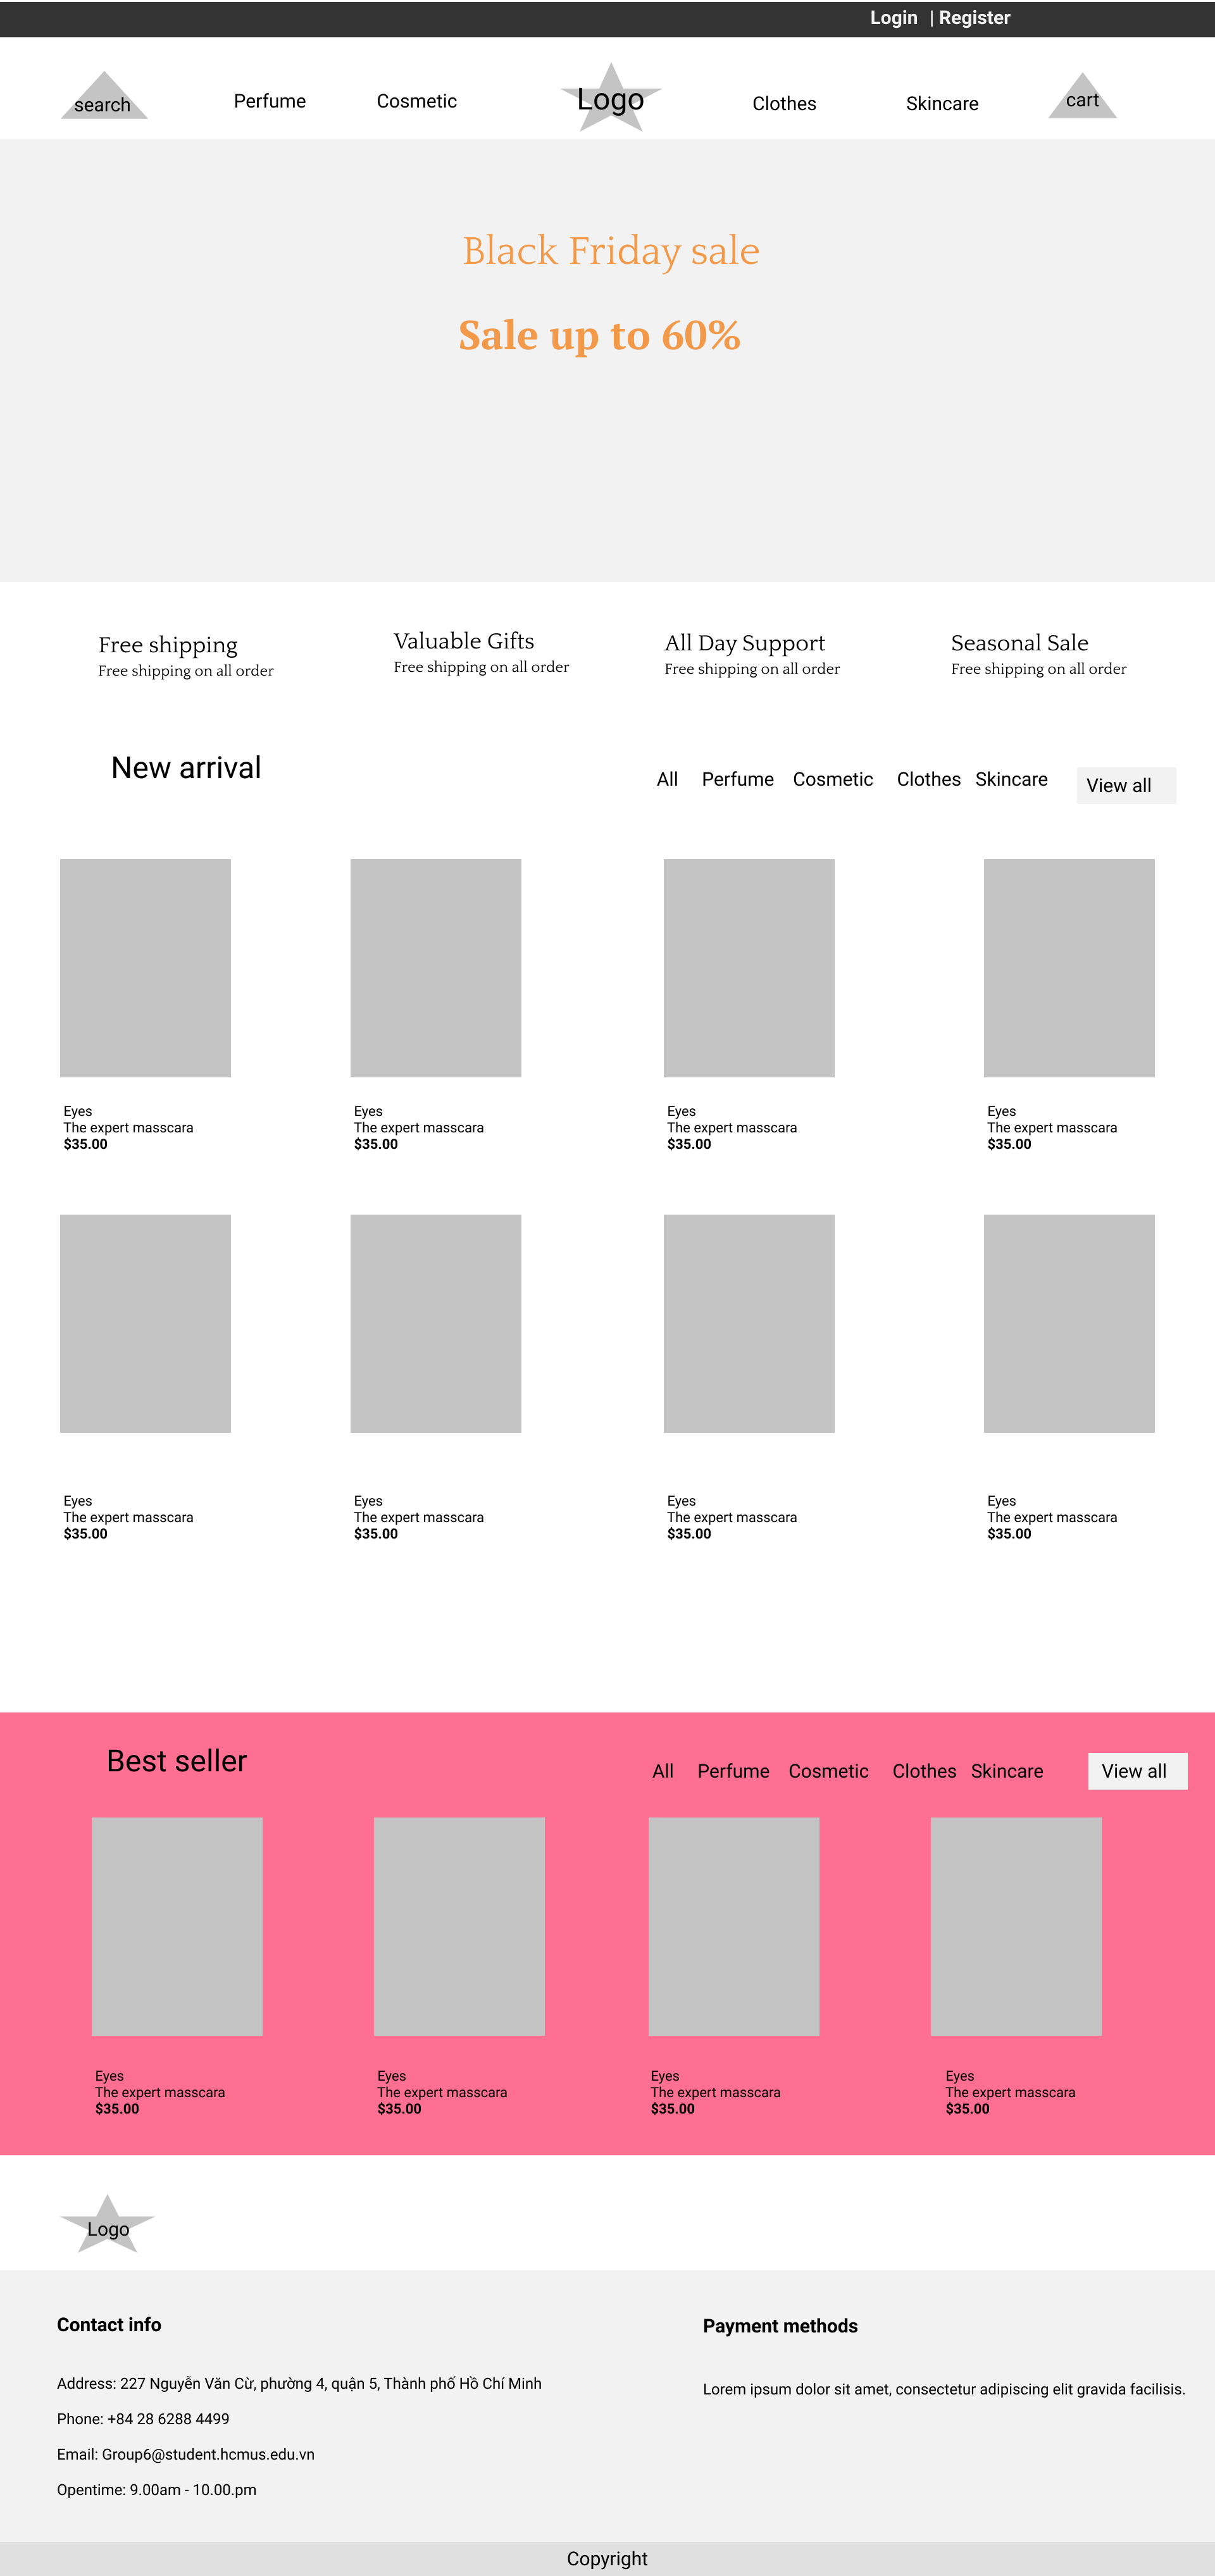 Login | Register
search
Perfume
Cosmetic
Logo
Clothes
Skincare
cart
Black Friday sale
Sale up to 60%
Free shipping
Free shipping on all order
Valuable Gifts
Free shipping on all order
All Day Support
Free shipping on all order
Seasonal Sale
Free shipping on all order
New arrival
All Perfume Cosmetic Clothes Skincare
View all
Eyes
The expert masscara
$35.00
Eyes
The expert masscara
$35.00
Eyes
The expert masscara
$35.00
Eyes
The expert masscara
$35.00
Eyes
The expert masscara
$35.00
Eyes
The expert masscara
$35.00
Eyes
The expert masscara
$35.00
Eyes
The expert masscara
$35.00
Best seller
All Perfume Cosmetic Clothes Skincare
View all
Eyes
The expert masscara
$35.00
Eyes
The expert masscara
$35.00
Eyes
The expert masscara
$35.00
Eyes
The expert masscara
$35.00
Logo
Contact info
Address: 227 Nguyễn Văn Cừ, phường 4, quận 5, Thành phố Hồ Chí Minh
Phone: +84 28 6288 4499
Email: Group6@student.hcmus.edu.vn
Opentime: 9.00am - 10.00.pm
Payment methods
Lorem ipsum dolor sit amet, consectetur adipiscing elit gravida facilisis.
Copyright